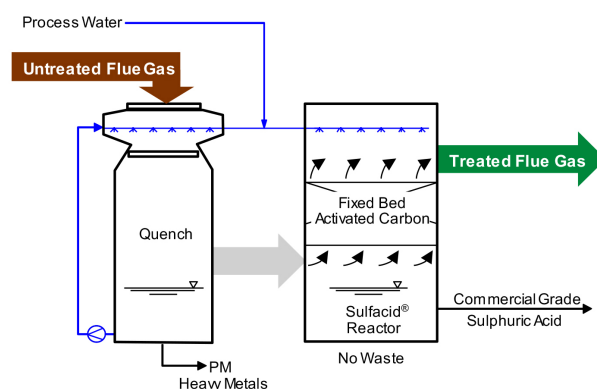 Process Water
Untreated Flue Gas
Treated Flue Gas
Fixed Bed
Activated Carbon
Quench
Sulfacid®
Reactor
Commercial Grade
Sulphuric Acid
No Waste
PM
Heavy Metals